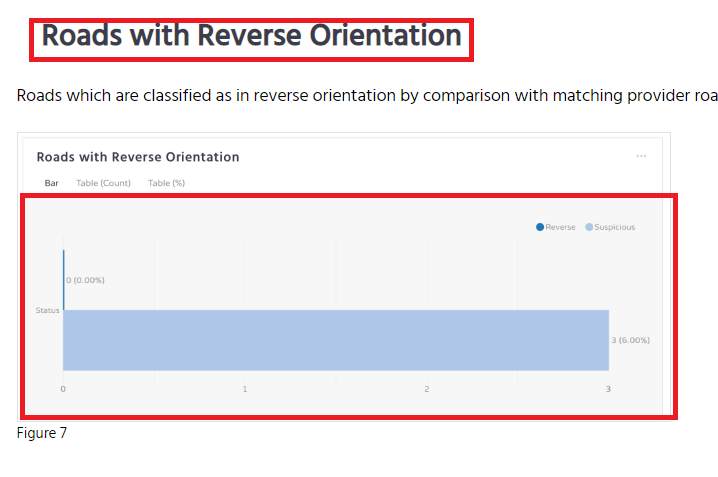 Roads with Reverse Orientation
Roads which are classified as in reverse orientation by comparison with matching provider roa
Roads with Reverse Orientation
Bar Table (Count) Table (%)
Reverse Suspicious
0 (0.00%)
Status
3 (6.00%)
0 1 2 3
Figure 7